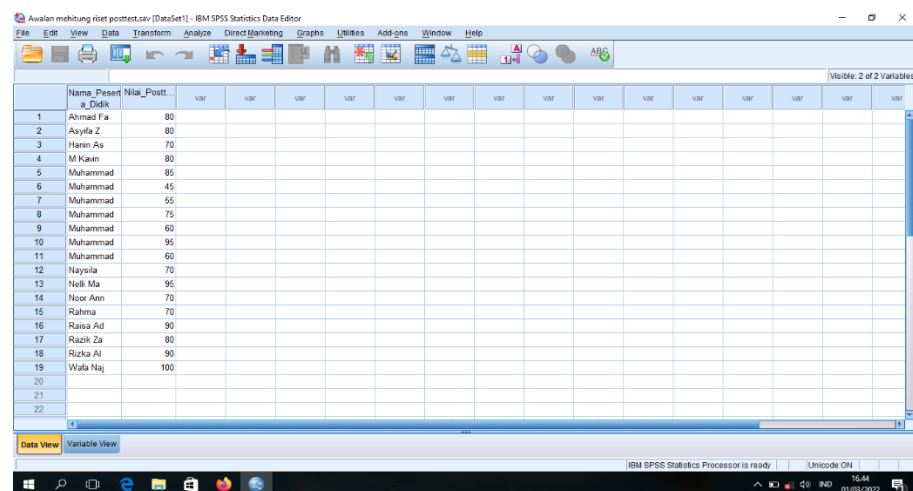 Awalan mehitung riset posttest.sav [DataSet1] - IBM SPSS Statistics Data Editor
File Edit View Data Transform Analyze Direct Marketing Graphs Utilities Add-ons Window Help
Visible: 2 of 2 Variables
Nama_Pesert a_Didik Nilai_Postt... var var var var var var var var var var var var var var
1 Ahmad Fa 80
2 Asyifa Z 80
3 Hanin As 70
4 M Kavin 80
5 Muhammad 85
6 Muhammad 45
7 Muhammad 55
8 Muhammad 75
9 Muhammad 60
10 Muhammad 95
11 Muhammad 60
12 Naysila 70
13 Nelli Ma 95
14 Noor Ann 70
15 Rahma 70
16 Raisa Ad 90
17 Razik Za 80
18 Rizka Al 90
19 Wafa Naj 100
20
21
22
Data View Variable View
IBM SPSS Statistics Processor is ready Unicode:ON
IND 16.44
01/03/2022